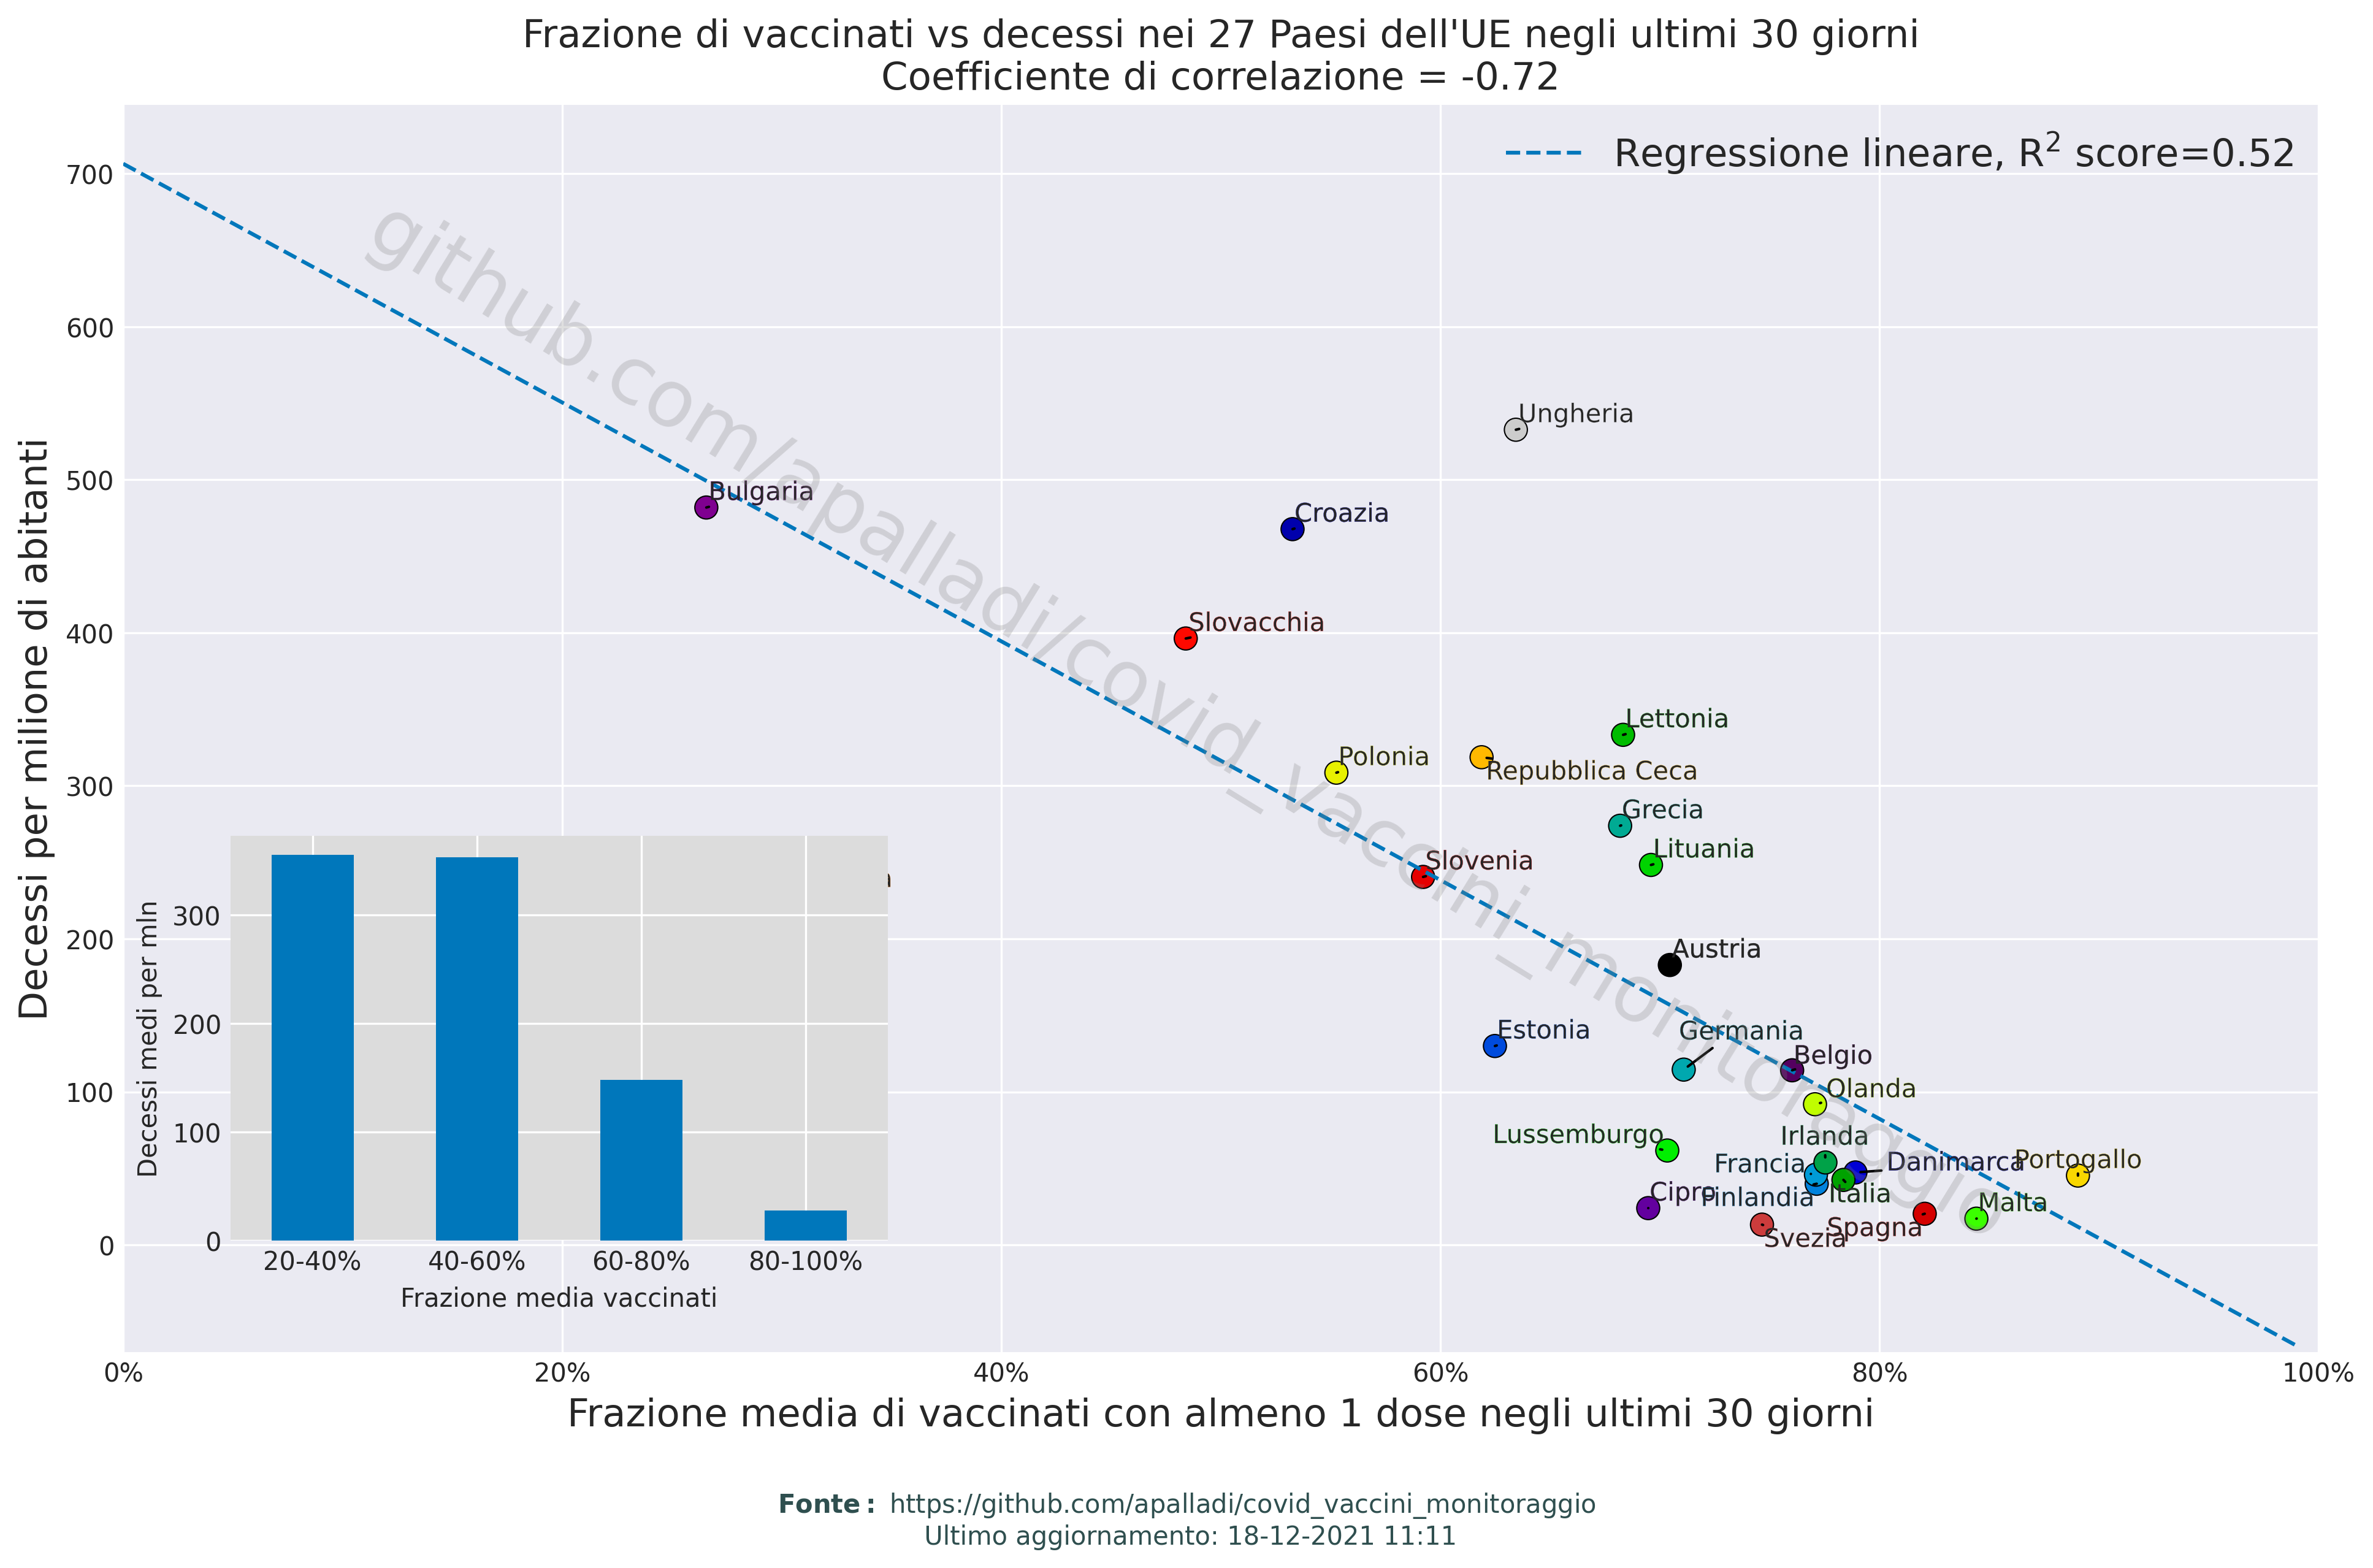 Frazione di vaccinati vs decessi nei 27 Paesi dell'UE negli ultimi 30 giorni
Coefficiente di correlazione = -0.72
Regressione lineare, R² score=0.52
Decessi per milione di abitanti
700
600
500
400
300
200
100
0
github.com/apalladi/covid_vaccini_monitoraggio
Ungheria
Bulgaria
Croazia
Slovacchia
Lettonia
Polonia
Repubblica Ceca
Grecia
Lituania
Slovenia
Austria
Estonia
Germania
Belgio
Olanda
Lussemburgo
Irlanda
Francia
Danimarca
Portogallo
Cipro
Finlandia
Italia
Malta
Spagna
Svezia
Decessi medi per mln
300
200
100
0
20-40%
40-60%
60-80%
80-100%
Frazione media vaccinati
0%
20%
40%
60%
80%
100%
Frazione media di vaccinati con almeno 1 dose negli ultimi 30 giorni
Fonte: https://github.com/apalladi/covid_vaccini_monitoraggio
Ultimo aggiornamento: 18-12-2021 11:11